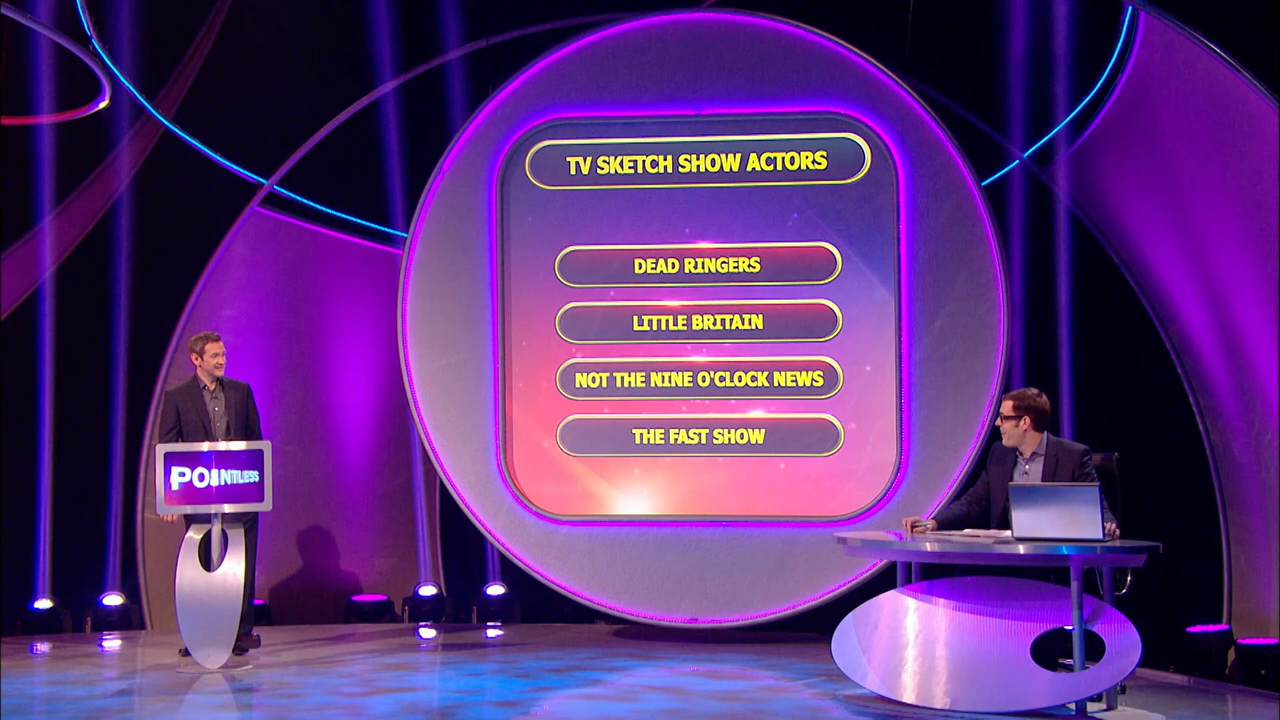 TV SKETCH SHOW ACTORS
DEAD RINGERS
LITTLE BRITAIN
NOT THE NINE O'CLOCK NEWS
THE FAST SHOW
POINTLESS